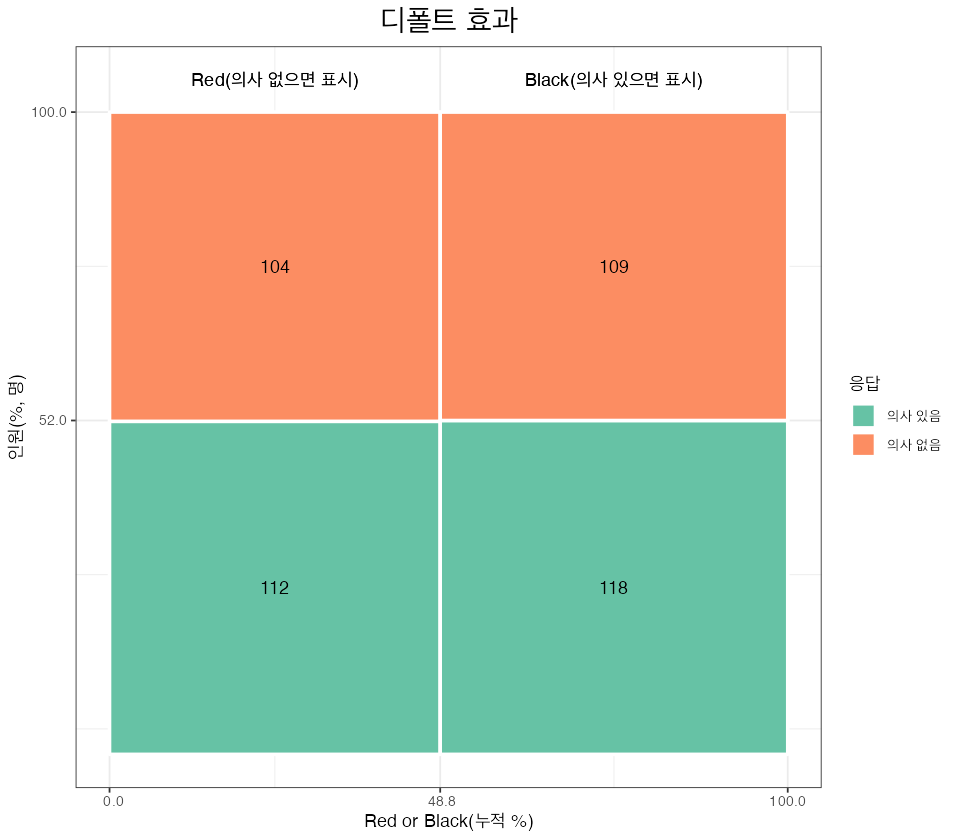 디폴트 효과
Red(의사 없으면 표시)
Black(의사 있으면 표시)
100.0
104
109
인원(%, 명)
52.0
응답
의사 있음
의사 없음
112
118
0.0
48.8
100.0
Red or Black(누적 %)